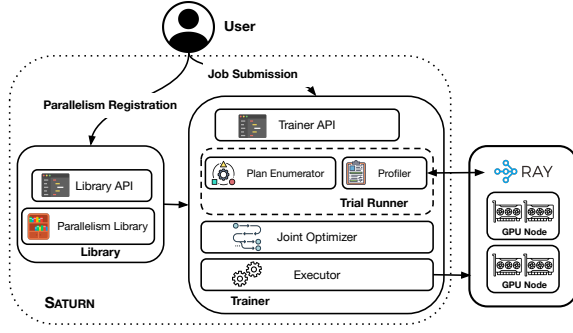 User
Job Submission
Parallelism Registration
Trainer API
Library API
Plan Enumerator
Profiler
RAY
Trial Runner
Parallelism Library
Library
GPU Node
Joint Optimizer
Executor
GPU Node
Trainer
SATURN